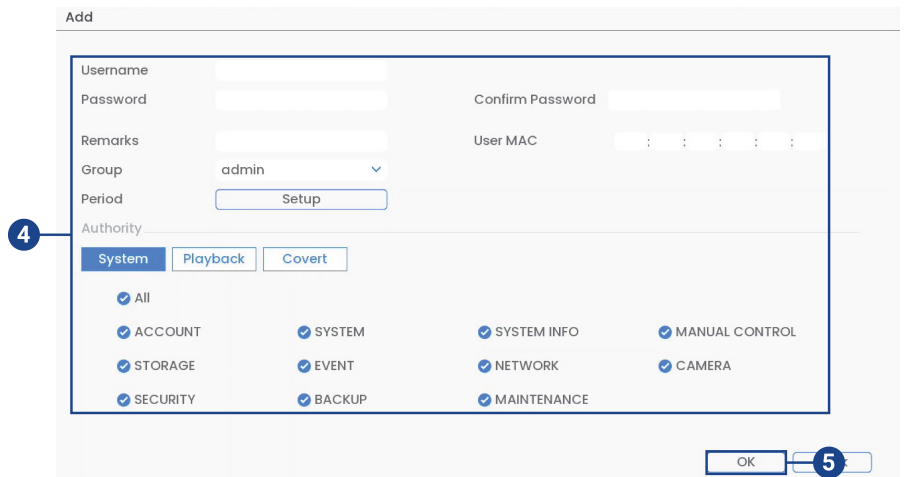 Add
Username
Password Confirm Password
Remarks User MAC : : : : :
Group admin
Period Setup
Authority
4
System Playback Covert
All
ACCOUNT SYSTEM SYSTEM INFO MANUAL CONTROL
STORAGE EVENT NETWORK CAMERA
SECURITY BACKUP MAINTENANCE
OK 5